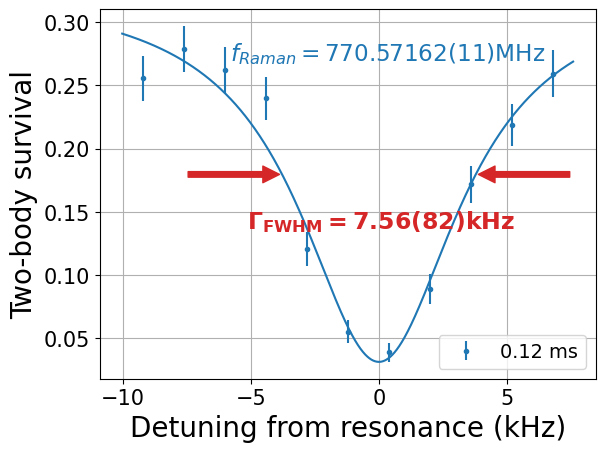 0.30
0.25
0.20
0.15
0.10
0.05
Two-body survival
f_Raman = 770.57162(11)MHz
Γ_FWHM = 7.56(82)kHz
0.12 ms
−10 −5 0 5
Detuning from resonance (kHz)